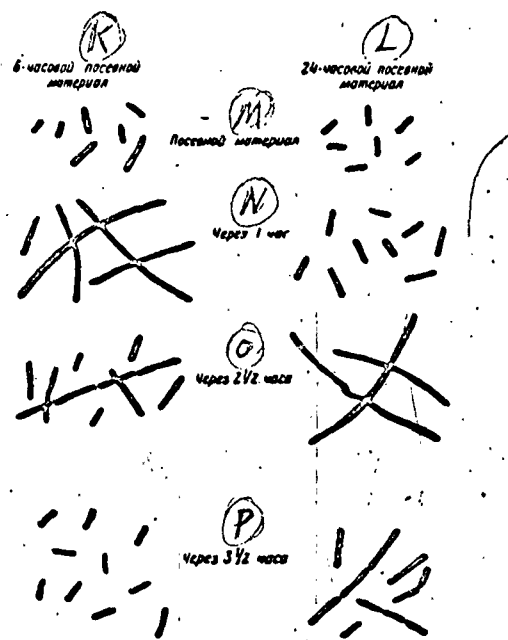 K
6-часовой посевной
материал
L
24-часовой посевной
материал
M
Посевной материал
N
Через 1 час
O
Через 2 1/2 часа
P
Через 3 1/2 часа